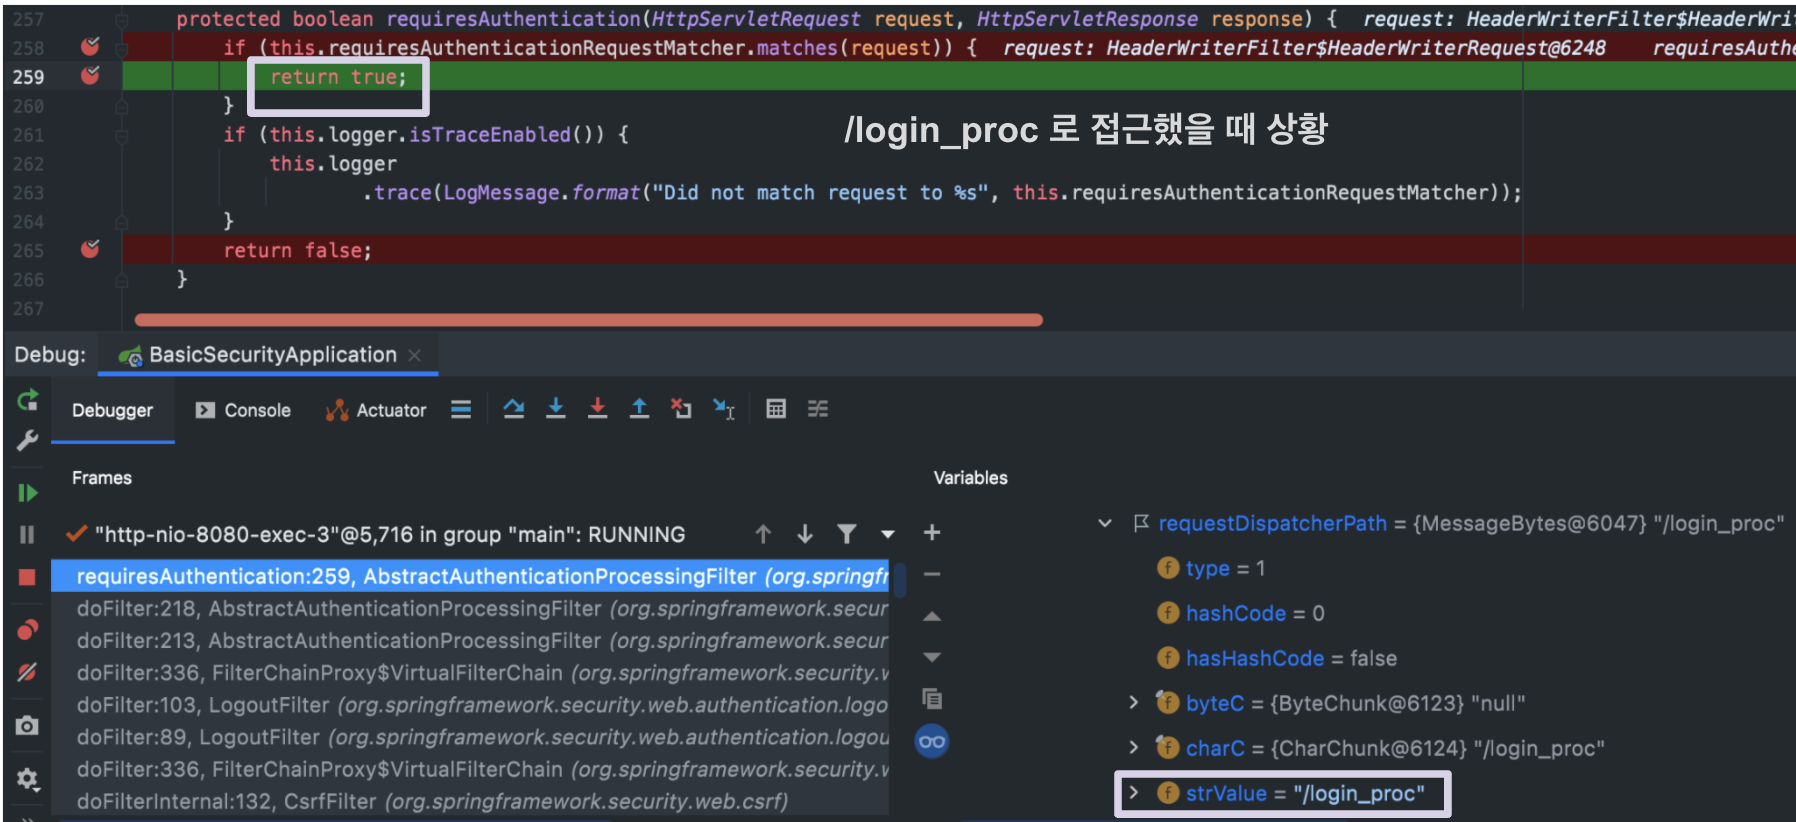 257 protected boolean requiresAuthentication(HttpServletRequest request, HttpServletResponse response) { request: HeaderWriterFilter$HeaderWri
258 if (this.requiresAuthenticationRequestMatcher.matches(request)) { request: HeaderWriterFilter$HeaderWriterRequest@6248 requiresAuth
259 return true;
260 }
/login_proc 로 접근했을 때 상황
261 if (this.logger.isTraceEnabled()) {
262 this.logger
263 .trace(LogMessage.format("Did not match request to %s", this.requiresAuthenticationRequestMatcher));
264 }
265 return false;
266 }
267
Debug: BasicSecurityApplication
Debugger Console Actuator
Frames
"http-nio-8080-exec-3"@5,716 in group "main": RUNNING
requiresAuthentication:259, AbstractAuthenticationProcessingFilter (org.springfr
doFilter:218, AbstractAuthenticationProcessingFilter (org.springframework.secur
doFilter:213, AbstractAuthenticationProcessingFilter (org.springframework.secur
doFilter:336, FilterChainProxy$VirtualFilterChain (org.springframework.security.w
doFilter:103, LogoutFilter (org.springframework.security.web.authentication.logo
doFilter:89, LogoutFilter (org.springframework.security.web.authentication.logou
doFilter:336, FilterChainProxy$VirtualFilterChain (org.springframework.security.w
doFilterInternal:132, CsrfFilter (org.springframework.security.web.csrf)
Variables
requestDispatcherPath = {MessageBytes@6047} "/login_proc"
type = 1
hashCode = 0
hasHashCode = false
byteC = {ByteChunk@6123} "null"
charC = {CharChunk@6124} "/login_proc"
strValue = "/login_proc"